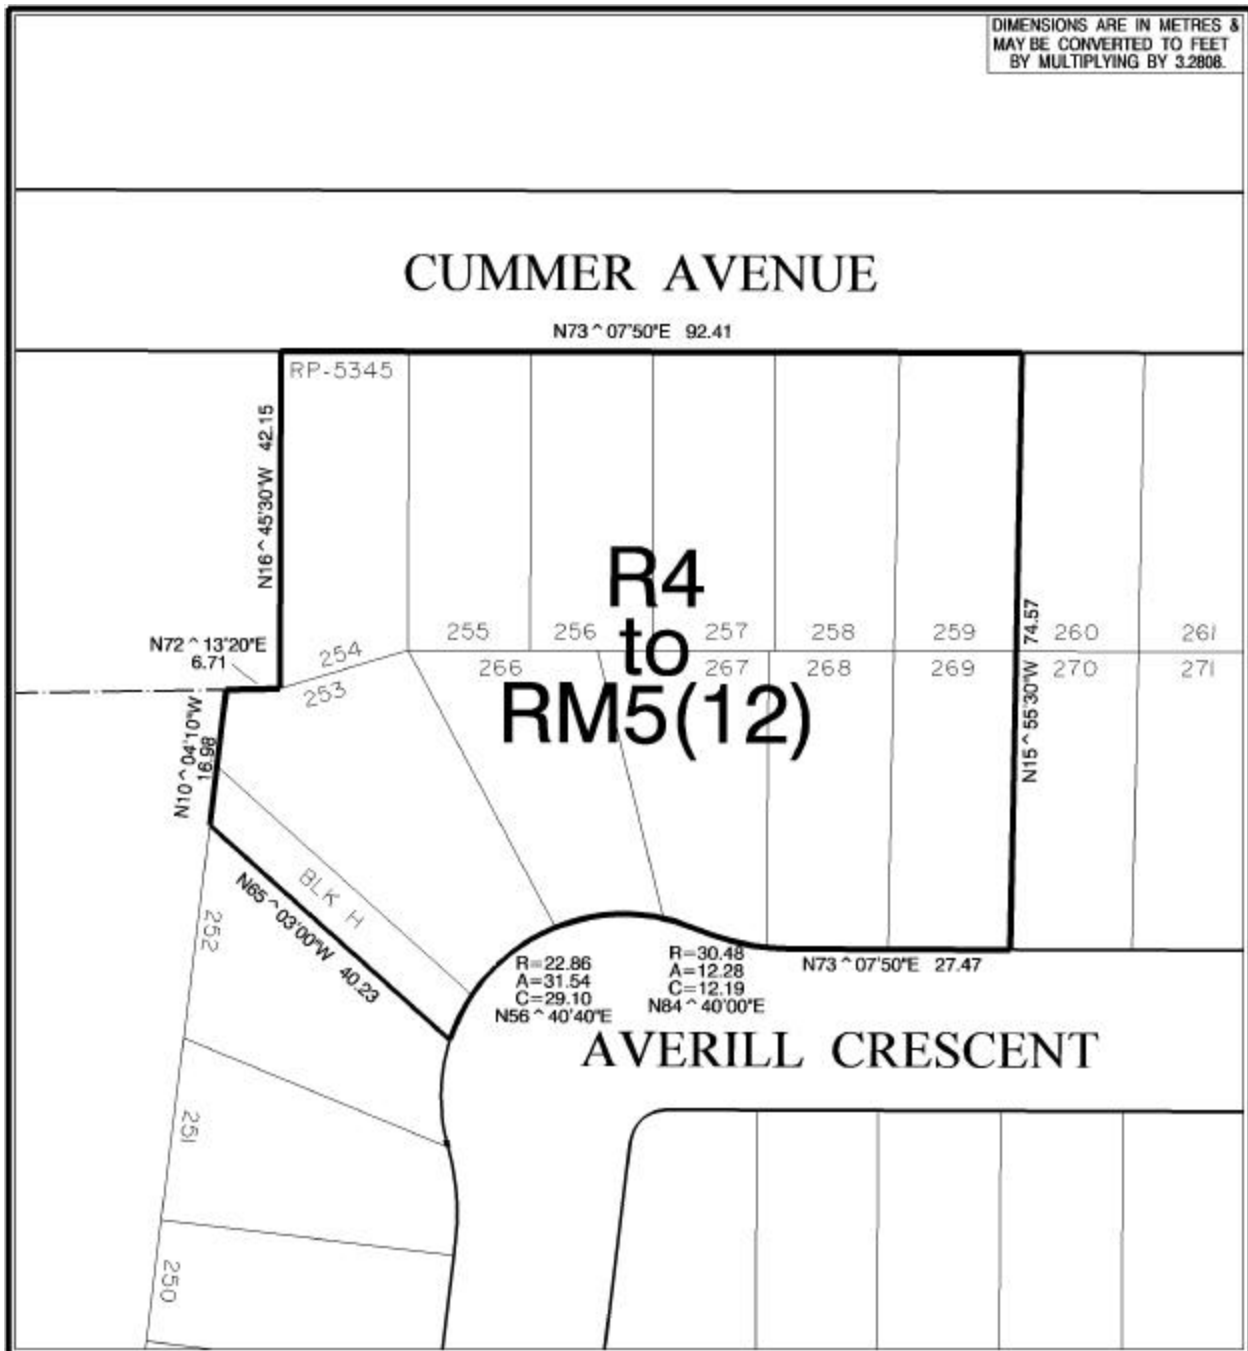 DIMENSIONS ARE IN METRES &
MAY BE CONVERTED TO FEET
BY MULTIPLYING BY 3.2808.
CUMMER AVENUE
N73^07'50"E 92.41
RP-5345
N16^45'30"W 42.15
N72^13'20"E
6.71
254
253
255
256
257
258
259
260
261
266
267
268
269
270
271
R4
to
RM5(12)
N15^55'30"W 74.57
N10^04'10"W
16.98
BLK H
N65^03'00"W 40.23
252
R=22.86
A=31.54
C=29.10
N56^40'40"E
R=30.48
A=12.28
C=12.19
N84^40'00"E
N73^07'50"E 27.47
AVERILL CRESCENT
251
250